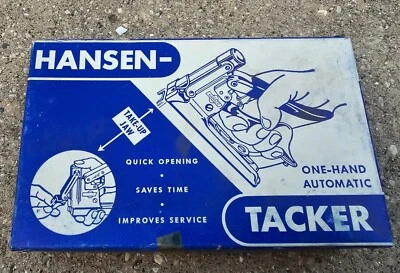 HANSEN-
TAKE-UP
JAW
QUICK OPENING
•
SAVES TIME
•
IMPROVES SERVICE
ONE-HAND
AUTOMATIC
TACKER